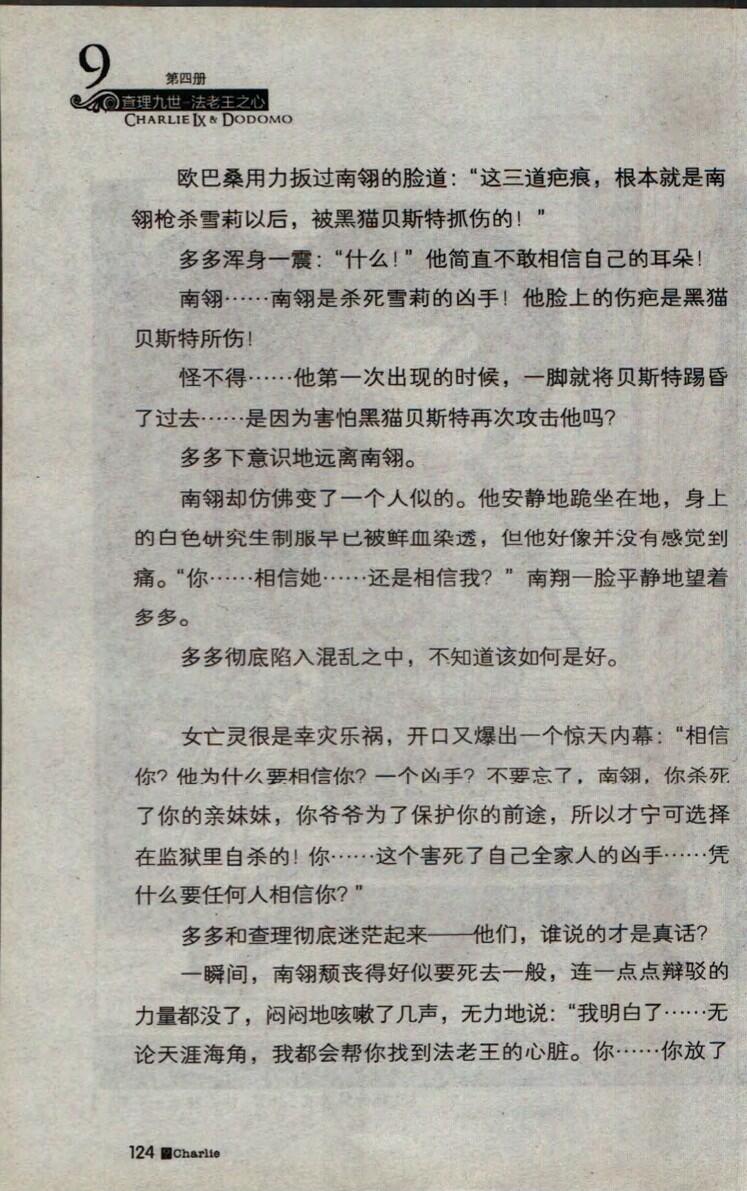 9
第四册
查理九世-法老王之心
CHARLIE IX & DODOMO
欧巴桑用力扳过南翎的脸道：“这三道疤痕，根本就是南
翎枪杀雪莉以后，被黑猫贝斯特抓伤的！”
多多浑身一震：“什么！”他简直不敢相信自己的耳朵！
南翎……南翎是杀死雪莉的凶手！他脸上的伤疤是黑猫
贝斯特所伤！
怪不得……他第一次出现的时候，一脚就将贝斯特踢昏
了过去……是因为害怕黑猫贝斯特再次攻击他吗？
多多下意识地远离南翎。
南翎却仿佛变了一个人似的。他安静地跪坐在地，身上
的白色研究生制服早已被鲜血染透，但他好像并没有感觉到
痛。“你……相信她……还是相信我？”南翔一脸平静地望着
多多。
多多彻底陷入混乱之中，不知道该如何是好。
女亡灵很是幸灾乐祸，开口又爆出一个惊天内幕：“相信
你？他为什么要相信你？一个凶手？不要忘了，南翎，你杀死
了你的亲妹妹，你爷爷为了保护你的前途，所以才宁可选择
在监狱里自杀的！你……这个害死了自己全家人的凶手……凭
什么要任何人相信你？”
多多和查理彻底迷茫起来——他们，谁说的才是真话？
一瞬间，南翎颓丧得好似要死去一般，连一点点辩驳的
力量都没了，闷闷地咳嗽了几声，无力地说：“我明白了……无
论天涯海角，我都会帮你找到法老王的心脏。你……你放了
124 Charlie